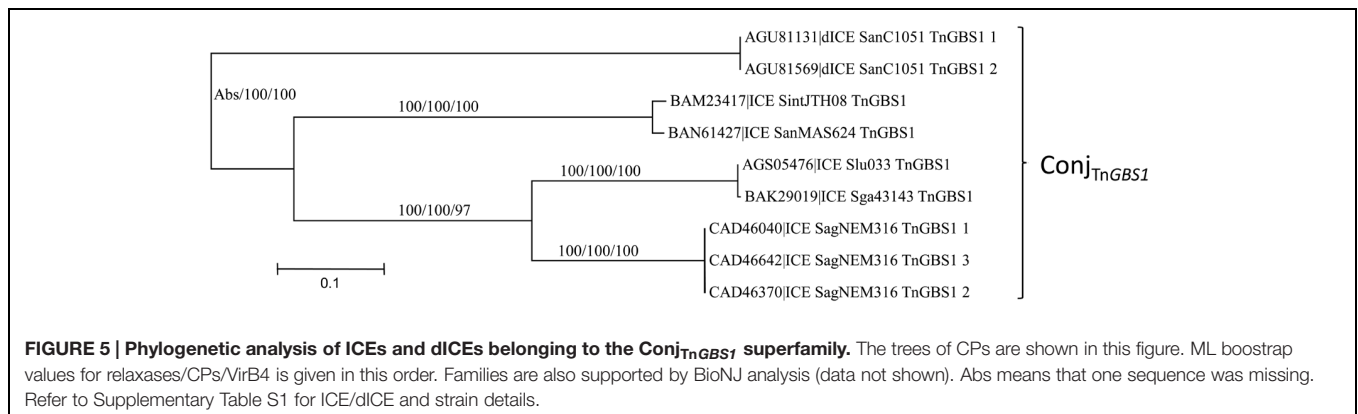 AGU81131|dICE SanC1051 TnGBS1 1
AGU81569|dICE SanC1051 TnGBS1 2
Abs/100/100
100/100/100
BAM23417|ICE SintJTH08 TnGBS1
BAN61427|ICE SanMAS624 TnGBS1
100/100/100
AGS05476|ICE Slu033 TnGBS1
BAK29019|ICE Sga43143 TnGBS1
100/100/97
CAD46040|ICE SagNEM316 TnGBS1 1
100/100/100
CAD46642|ICE SagNEM316 TnGBS1 3
CAD46370|ICE SagNEM316 TnGBS1 2
ConjTnGBS1
0.1
FIGURE 5 | Phylogenetic analysis of ICEs and dICEs belonging to the ConjTnGBS1 superfamily. The trees of CPs are shown in this figure. ML boostrap
values for relaxases/CPs/VirB4 is given in this order. Families are also supported by BioNJ analysis (data not shown). Abs means that one sequence was missing.
Refer to Supplementary Table S1 for ICE/dICE and strain details.